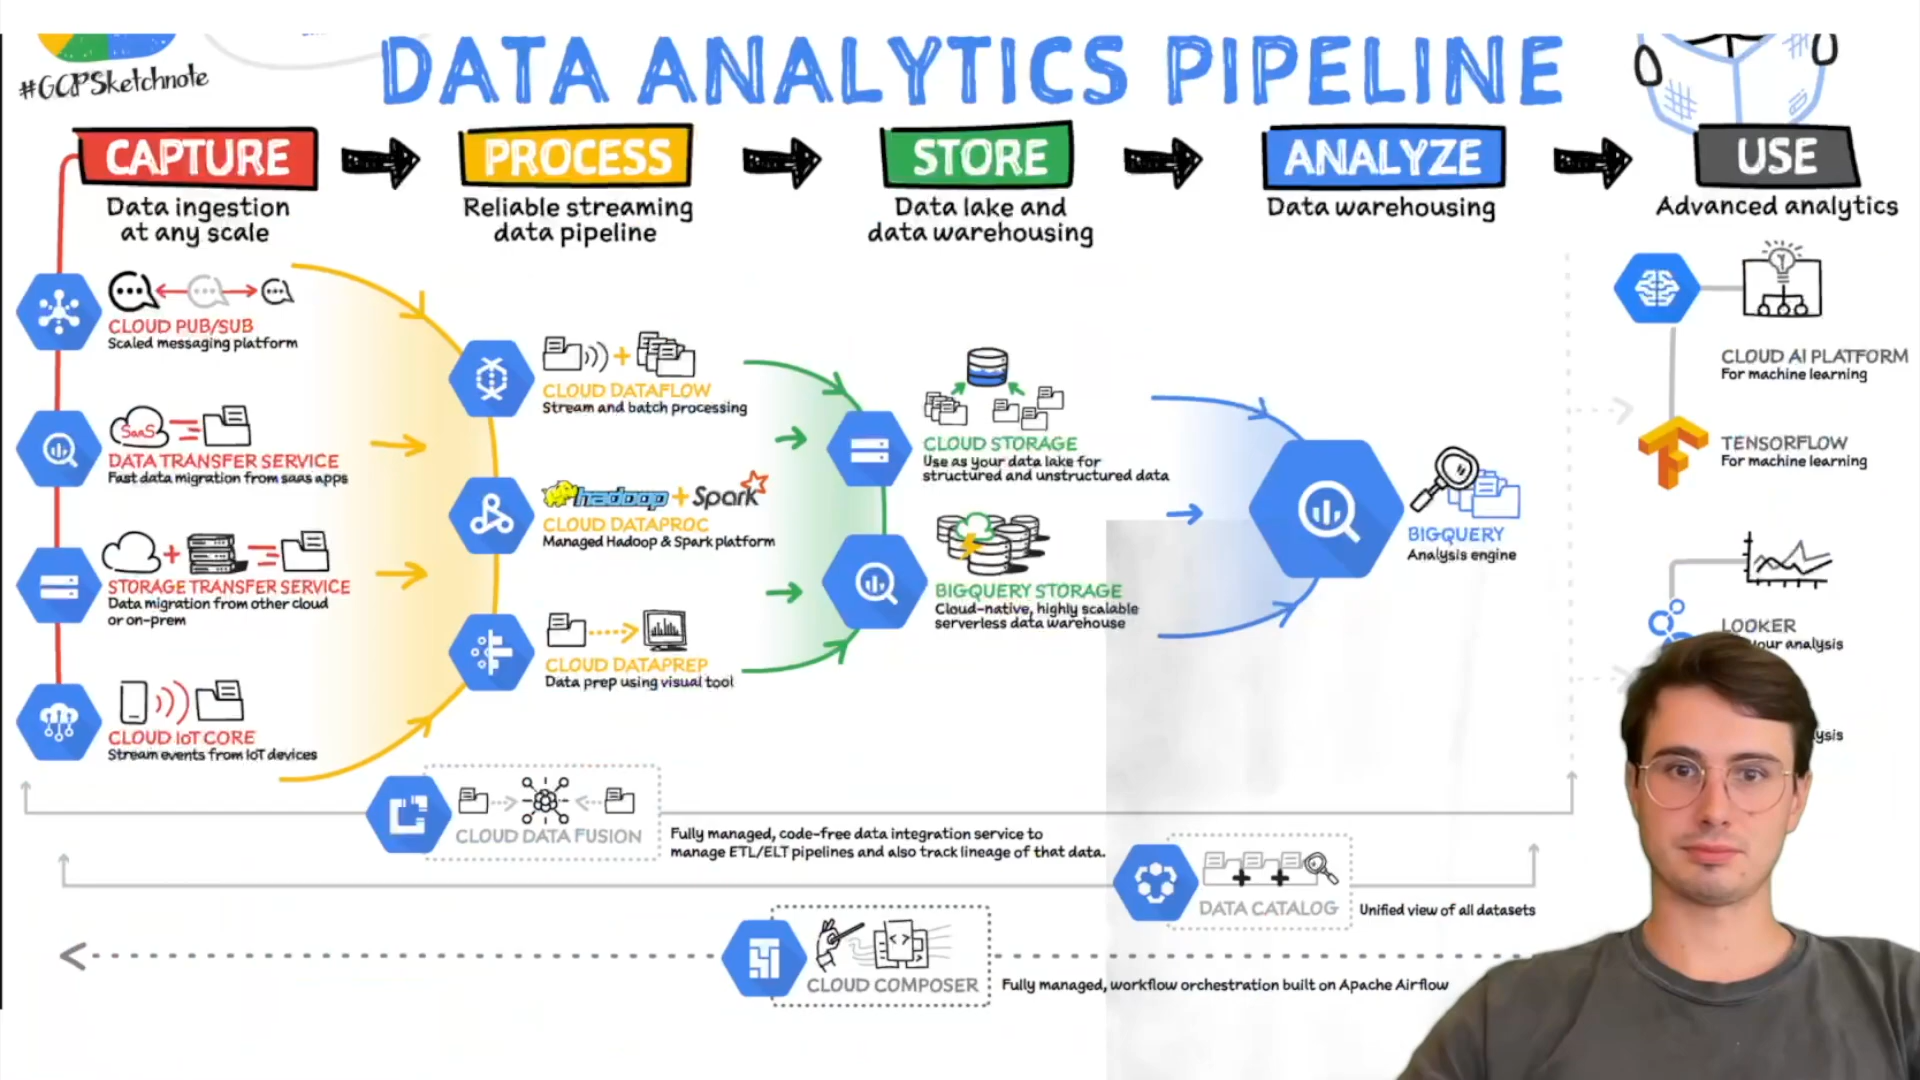 #GCPSketchnote
DATA ANALYTICS PIPELINE
CAPTURE
Data ingestion
at any scale
PROCESS
Reliable streaming
data pipeline
STORE
Data lake and
data warehousing
ANALYZE
Data warehousing
USE
Advanced analytics
CLOUD PUB/SUB
Scaled messaging platform
SaaS
DATA TRANSFER SERVICE
Fast data migration from saas apps
STORAGE TRANSFER SERVICE
Data migration from other cloud
or on-prem
CLOUD IoT CORE
Stream events from IoT devices
CLOUD DATAFLOW
Stream and batch processing
hadoop + Spark
CLOUD DATAPROC
Managed Hadoop & Spark platform
CLOUD DATAPREP
Data prep using visual tool
CLOUD STORAGE
Use as your data lake for
structured and unstructured data
BIGQUERY STORAGE
Cloud-native, highly scalable
serverless data warehouse
BIGQUERY
Analysis engine
CLOUD AI PLATFORM
For machine learning
TENSORFLOW
For machine learning
LOOKER
your analysis
CLOUD DATA FUSION
Fully managed, code-free data integration service to
manage ETL/ELT pipelines and also track lineage of that data.
DATA CATALOG
Unified view of all datasets
CLOUD COMPOSER
Fully managed, workflow orchestration built on Apache Airflow